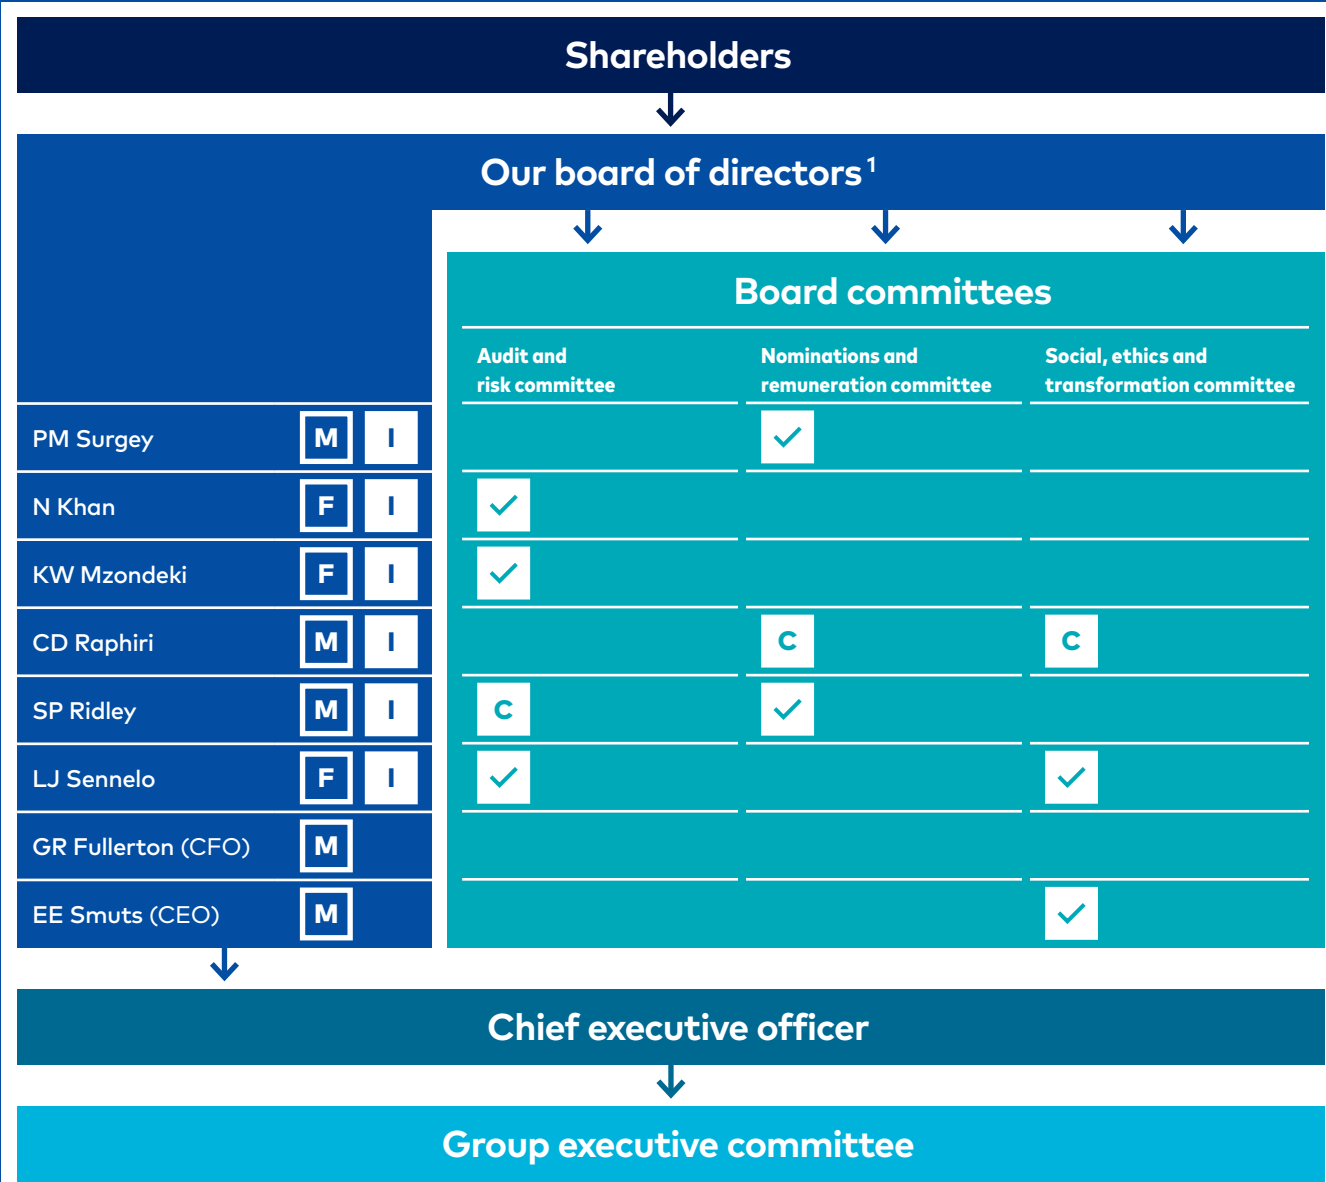 Shareholders
Our board of directors¹
Board committees
Audit and
risk committee
Nominations and
remuneration committee
Social, ethics and
transformation committee
PM Surgey M I
N Khan F I
KW Mzondeki F I
CD Raphiri M I C C
SP Ridley M I C
LJ Sennelo F I
GR Fullerton (CFO) M
EE Smuts (CEO) M
Chief executive officer
Group executive committee